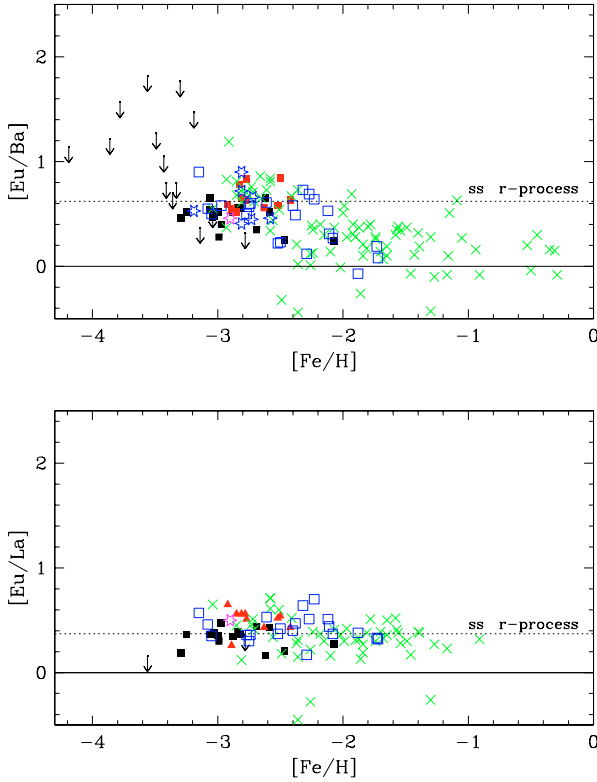 2
1
0
[Eu/Ba]
ss r-process
−4
−3
−2
−1
0
[Fe/H]
2
1
0
[Eu/La]
ss r-process
−4
−3
−2
−1
0
[Fe/H]